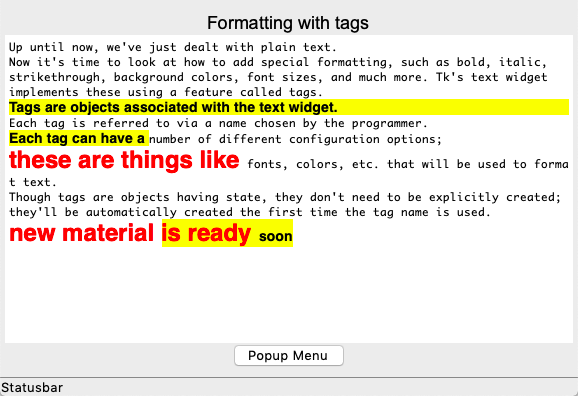 Formatting with tags
Up until now, we've just dealt with plain text.
Now it's time to look at how to add special formatting, such as bold, italic,
strikethrough, background colors, font sizes, and much more. Tk's text widget
implements these using a feature called tags.
Tags are objects associated with the text widget.
Each tag is referred to via a name chosen by the programmer.
Each tag can have a number of different configuration options;
these are things like fonts, colors, etc. that will be used to forma
t text.
Though tags are objects having state, they don't need to be explicitly created;
they'll be automatically created the first time the tag name is used.
new material is ready soon
Popup Menu
Statusbar